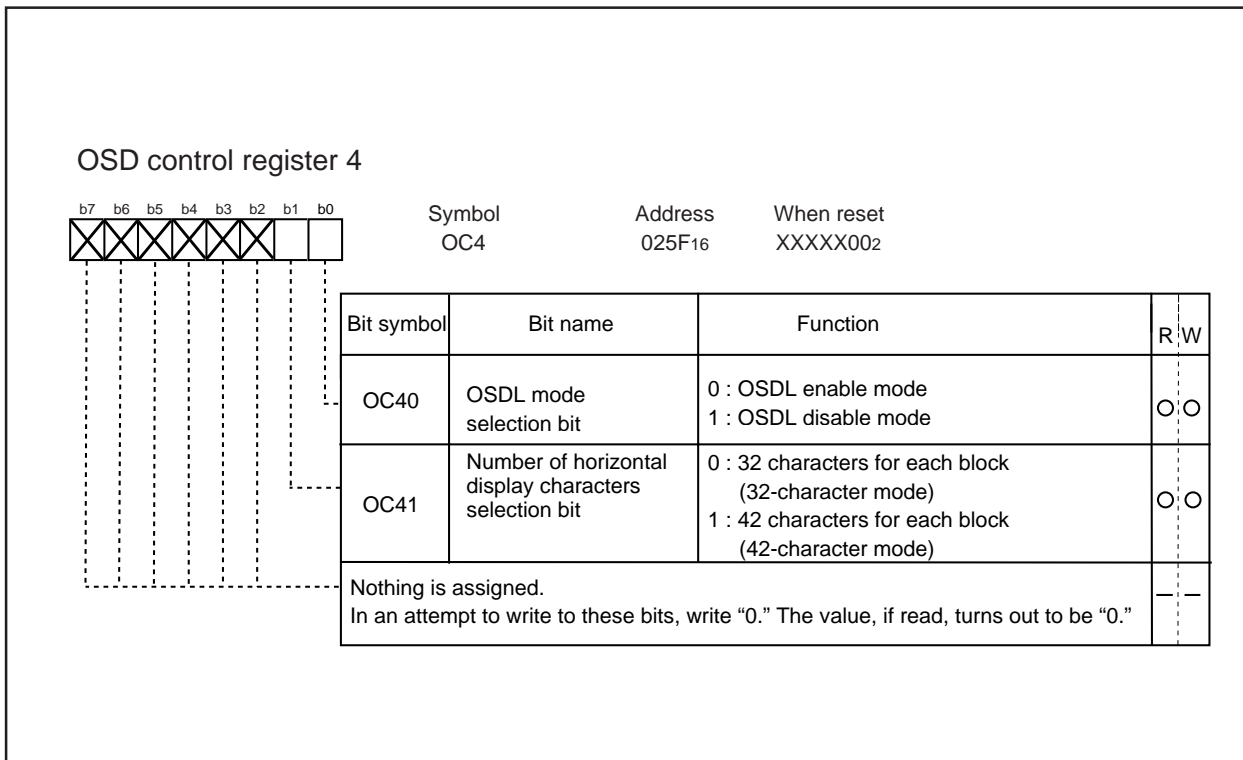 OSD control register 4
b7 b6 b5 b4 b3 b2 b1 b0
Symbol Address When reset
OC4 025F16 XXXXX002
Bit symbol Bit name Function R W
OC40 OSDL mode selection bit 0 : OSDL enable mode
1 : OSDL disable mode
OC41 Number of horizontal display characters selection bit 0 : 32 characters for each block
(32-character mode)
1 : 42 characters for each block
(42-character mode)
Nothing is assigned. – –
In an attempt to write to these bits, write “0.” The value, if read, turns out to be “0.”